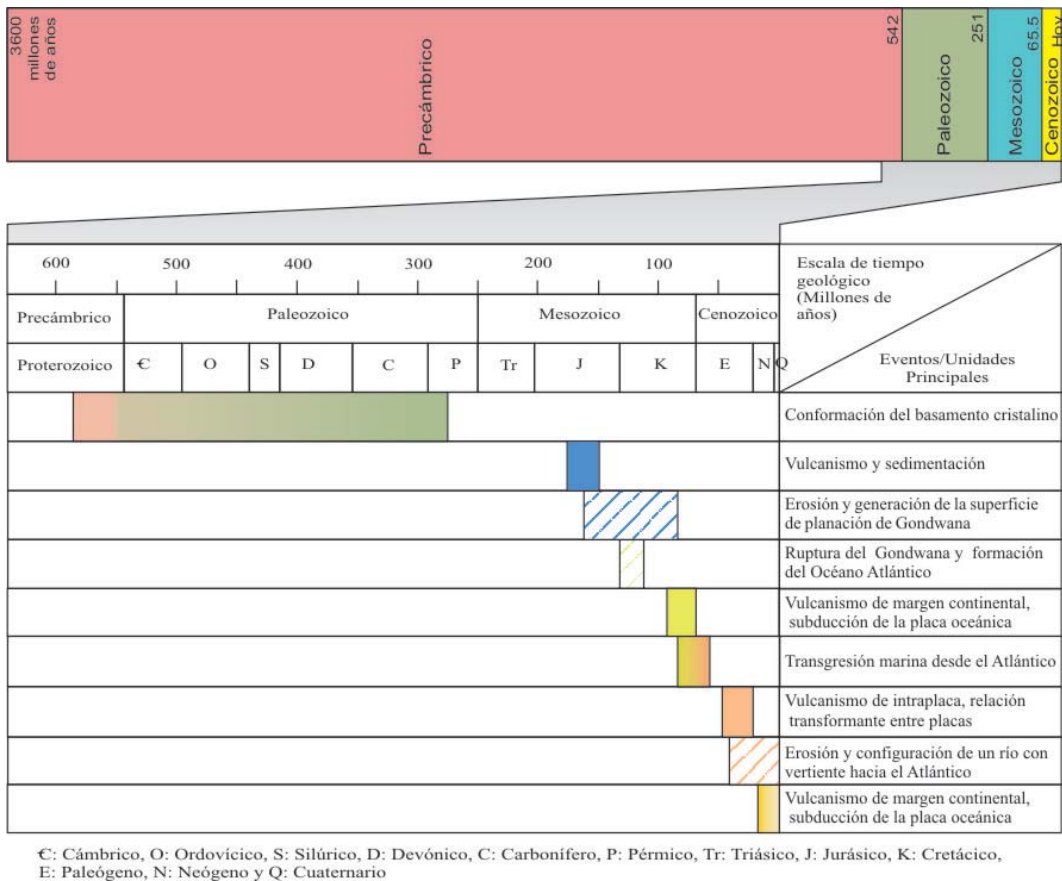 3600
millones
de años
Precámbrico
542
Paleozoico
251
Mesozoico
65.5
Cenozoico
Hoy
600 500 400 300 200 100
Escala de tiempo
geológico
(Millones de
años)
Precámbrico Paleozoico Mesozoico Cenozoico
Proterozoico Є O S D C P Tr J K E N Q
Eventos/Unidades
Principales
Conformación del basamento cristalino
Vulcanismo y sedimentación
Erosión y generación de la superficie
de planación de Gondwana
Ruptura del Gondwana y formación
del Océano Atlántico
Vulcanismo de margen continental,
subducción de la placa oceánica
Transgresión marina desde el Atlántico
Vulcanismo de intraplaca, relación
transformante entre placas
Erosión y configuración de un río con
vertiente hacia el Atlántico
Vulcanismo de margen continental,
subducción de la placa oceánica
Є: Cámbrico, O: Ordovícico, S: Silúrico, D: Devónico, C: Carbonífero, P: Pérmico, Tr: Triásico, J: Jurásico, K: Cretácico,
E: Paleógeno, N: Neógeno y Q: Cuaternario